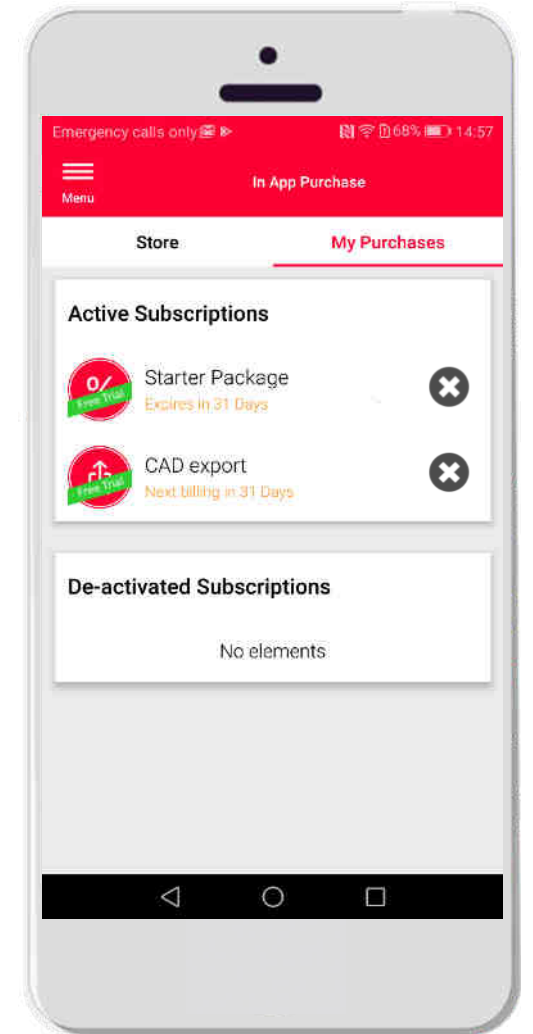 Emergency calls only 68% 14:57
Menu
In App Purchase
Store My Purchases
Active Subscriptions
Free Trial
Starter Package
Expires in 31 Days
Free Trial
CAD export
Next billing in 31 Days
De-activated Subscriptions
No elements